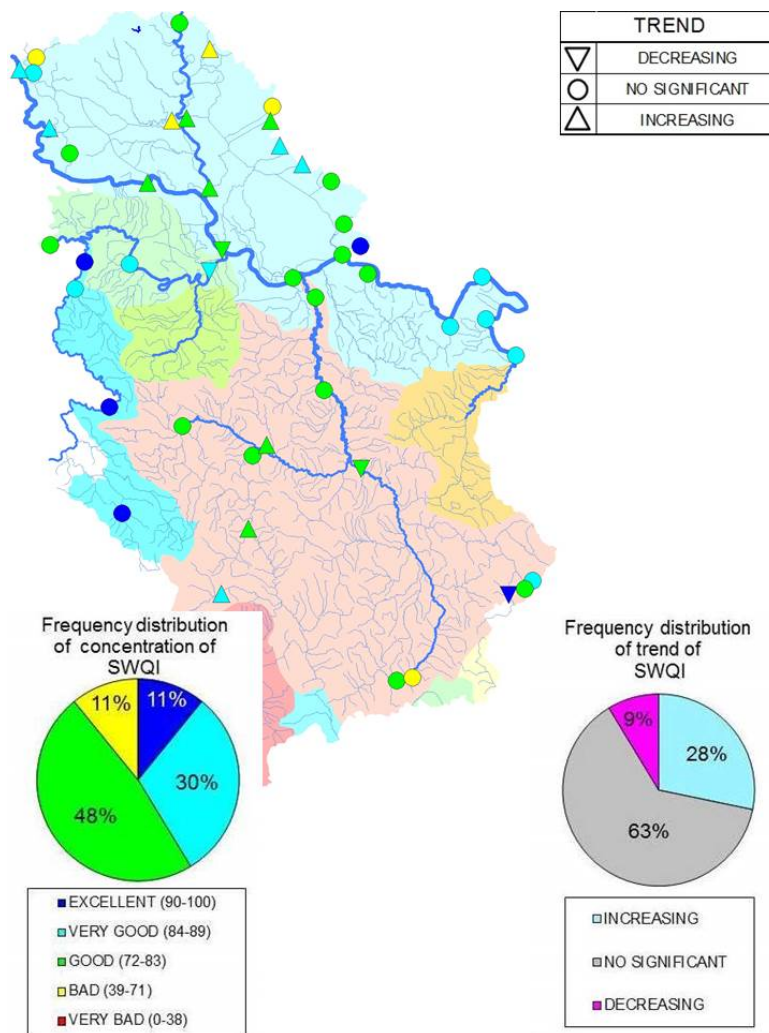 TREND
DECREASING
NO SIGNIFICANT
INCREASING
Frequency distribution
of concentration of
SWQI
11%
11%
30%
48%
EXCELLENT (90-100)
VERY GOOD (84-89)
GOOD (72-83)
BAD (39-71)
VERY BAD (0-38)
Frequency distribution
of trend of
SWQI
9%
28%
63%
INCREASING
NO SIGNIFICANT
DECREASING